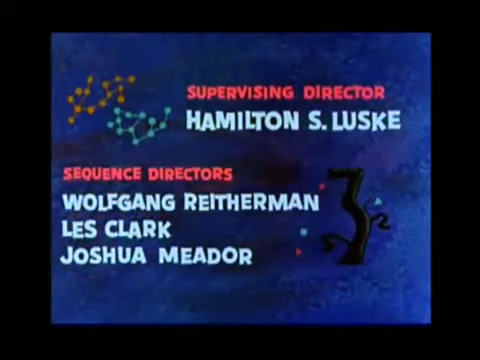 SUPERVISING DIRECTOR
HAMILTON S. LUSKE
SEQUENCE DIRECTORS
WOLFGANG REITHERMAN
LES CLARK
JOSHUA MEADOR